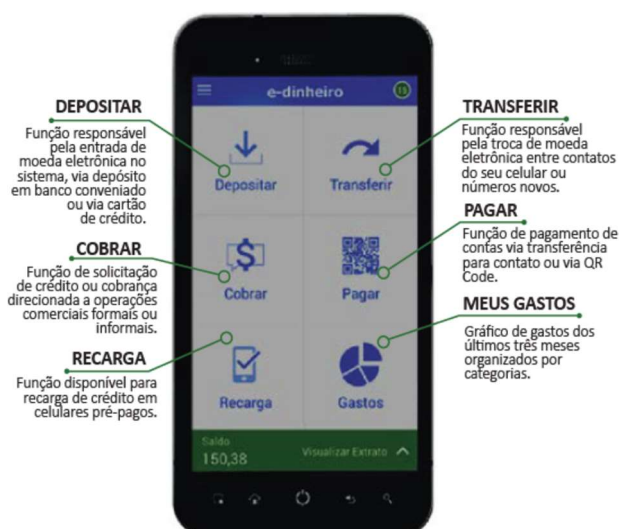 e-dinheiro
15
DEPOSITAR
Função responsável
pela entrada de
moeda eletrônica no
sistema, via depósito
em banco conveniado
ou via cartão
de crédito.
COBRAR
Função de solicitação
de crédito ou cobrança
direcionada a operações
comerciais formais ou
informais.
RECARGA
Função disponível para
recarga de crédito em
celulares pré-pagos.
Depositar
Transferir
Cobrar
Pagar
Recarga
Gastos
Saldo
150,38
Visualizar Extrato
TRANSFERIR
Função responsável
pela troca de moeda
eletrônica entre contatos
do seu celular ou
números novos.
PAGAR
Função de pagamento de
contas via transferência
para contato ou via QR
Code.
MEUS GASTOS
Gráfico de gastos dos
últimos três meses
organizados por
categorias.